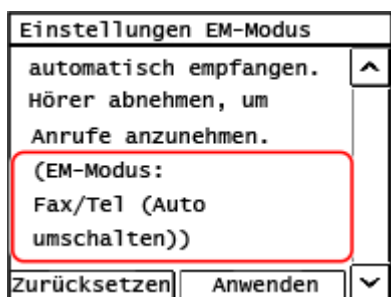 Einstellungen EM-Modus
automatisch empfangen.
Hörer abnehmen, um
Anrufe anzunehmen.
(EM-Modus:
Fax/Tel (Auto
umschalten))
Zurücksetzen Anwenden